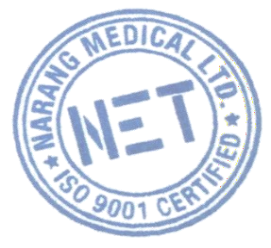 NARANG MEDICAL LTD.
NET
★ ISO 9001 CERTIFIED ★